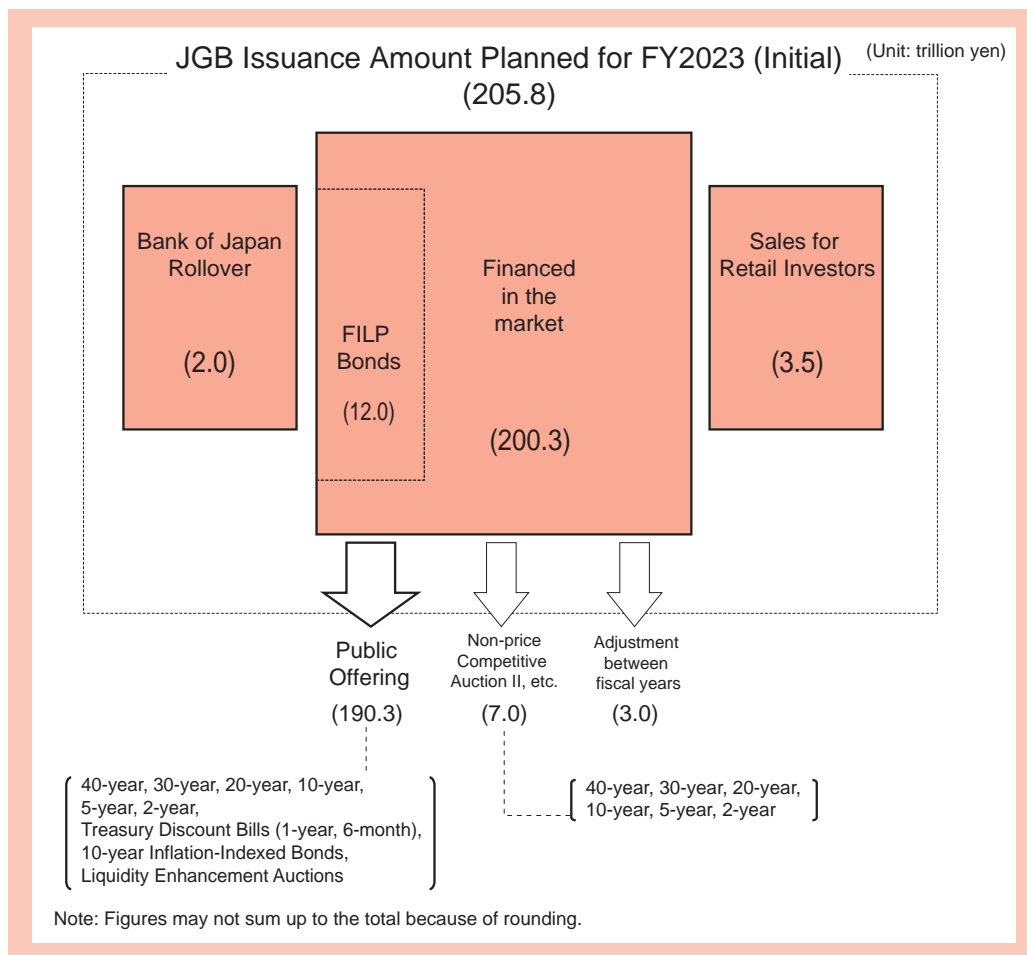 JGB Issuance Amount Planned for FY2023 (Initial)
(Unit: trillion yen)
(205.8)
Bank of Japan
Rollover
(2.0)
FILP
Bonds
(12.0)
Financed
in the
market
(200.3)
Sales for
Retail Investors
(3.5)
Public
Offering
(190.3)
Non-price
Competitive
Auction II, etc.
(7.0)
Adjustment
between
fiscal years
(3.0)
40-year, 30-year, 20-year, 10-year,
5-year, 2-year,
Treasury Discount Bills (1-year, 6-month),
10-year Inflation-Indexed Bonds,
Liquidity Enhancement Auctions
40-year, 30-year, 20-year,
10-year, 5-year, 2-year
Note: Figures may not sum up to the total because of rounding.